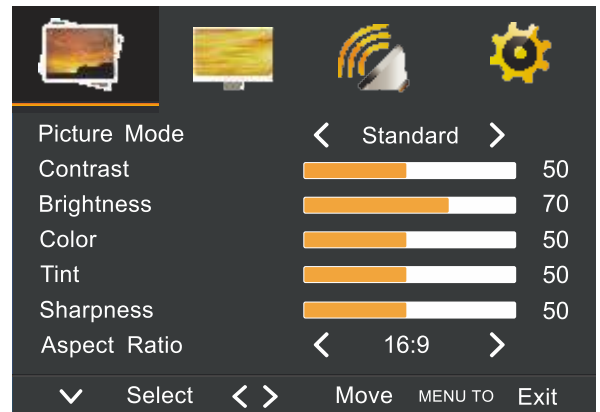 Picture Mode Standard
Contrast 50
Brightness 70
Color 50
Tint 50
Sharpness 50
Aspect Ratio 16:9
Select Move MENU TO Exit